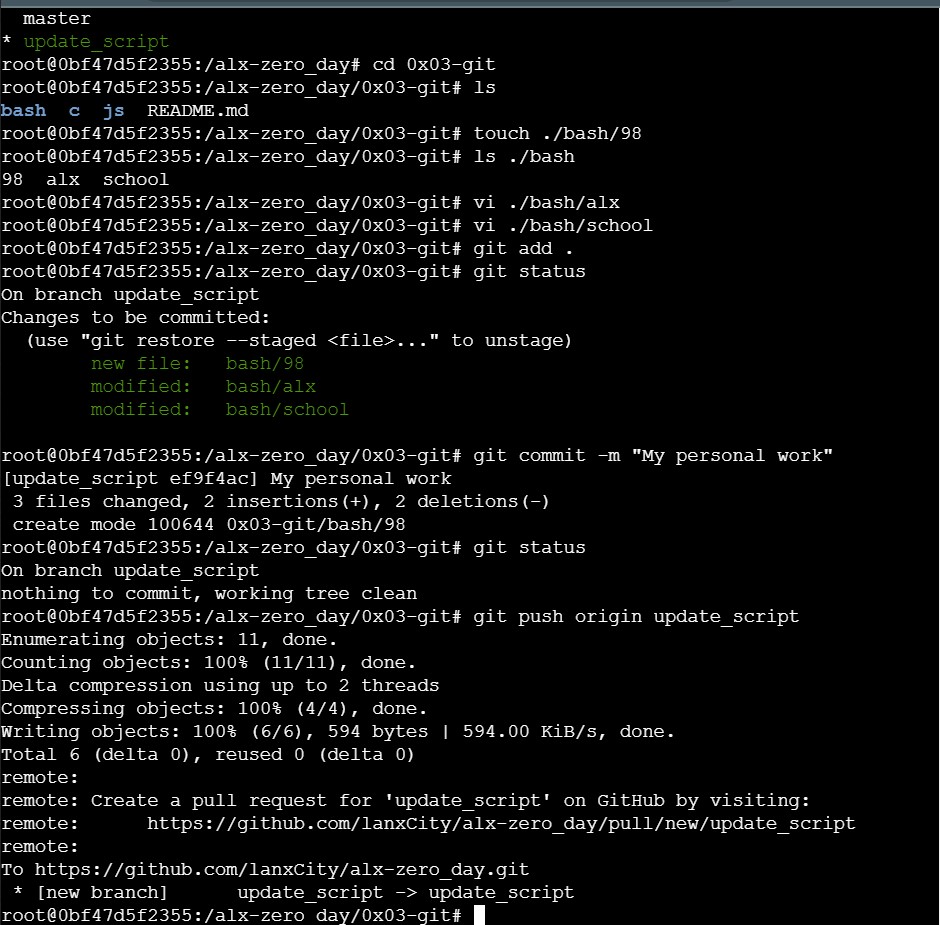 master
* update_script
root@0bf47d5f2355:/alx-zero_day# cd 0x03-git
root@0bf47d5f2355:/alx-zero_day/0x03-git# ls
bash  c  js  README.md
root@0bf47d5f2355:/alx-zero_day/0x03-git# touch ./bash/98
root@0bf47d5f2355:/alx-zero_day/0x03-git# ls ./bash
98  alx  school
root@0bf47d5f2355:/alx-zero_day/0x03-git# vi ./bash/alx
root@0bf47d5f2355:/alx-zero_day/0x03-git# vi ./bash/school
root@0bf47d5f2355:/alx-zero_day/0x03-git# git add .
root@0bf47d5f2355:/alx-zero_day/0x03-git# git status
On branch update_script
Changes to be committed:
  (use "git restore --staged <file>..." to unstage)
        new file:   bash/98
        modified:   bash/alx
        modified:   bash/school
root@0bf47d5f2355:/alx-zero_day/0x03-git# git commit -m "My personal work"
[update_script ef9f4ac] My personal work
 3 files changed, 2 insertions(+), 2 deletions(-)
 create mode 100644 0x03-git/bash/98
root@0bf47d5f2355:/alx-zero_day/0x03-git# git status
On branch update_script
nothing to commit, working tree clean
root@0bf47d5f2355:/alx-zero_day/0x03-git# git push origin update_script
Enumerating objects: 11, done.
Counting objects: 100% (11/11), done.
Delta compression using up to 2 threads
Compressing objects: 100% (4/4), done.
Writing objects: 100% (6/6), 594 bytes | 594.00 KiB/s, done.
Total 6 (delta 0), reused 0 (delta 0)
remote:
remote: Create a pull request for 'update_script' on GitHub by visiting:
remote:      https://github.com/lanxCity/alx-zero_day/pull/new/update_script
remote:
To https://github.com/lanxCity/alx-zero_day.git
 * [new branch]      update_script -> update_script
root@0bf47d5f2355:/alx-zero_day/0x03-git#